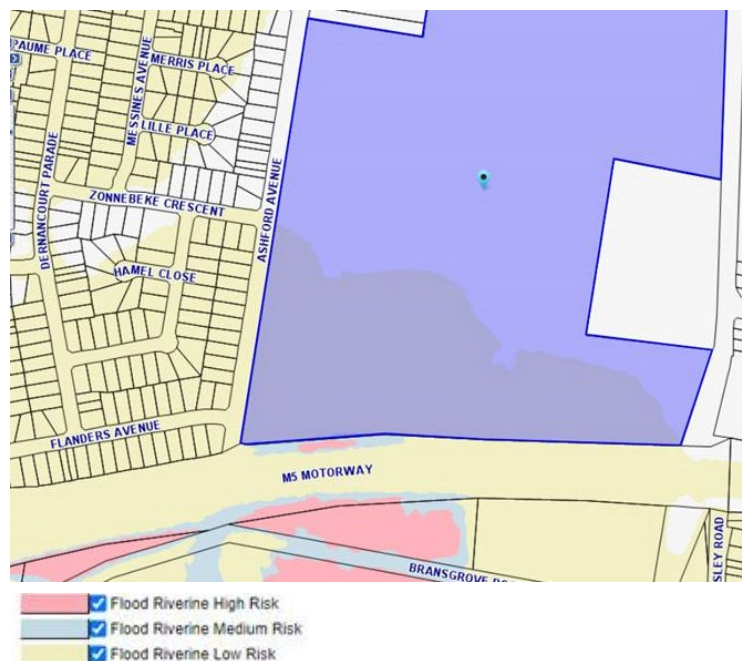 PAUME PLACE
MERRIS PLACE
MESSINES AVENUE
LILLE PLACE
DERNANCOURT PARADE
ZONNEBEKE CRESCENT
ASHFORD AVENUE
HAMEL CLOSE
FLANDERS AVENUE
M5 MOTORWAY
BRANSGROVE
SLEY ROAD
Flood Riverine High Risk
Flood Riverine Medium Risk
Flood Riverine Low Risk